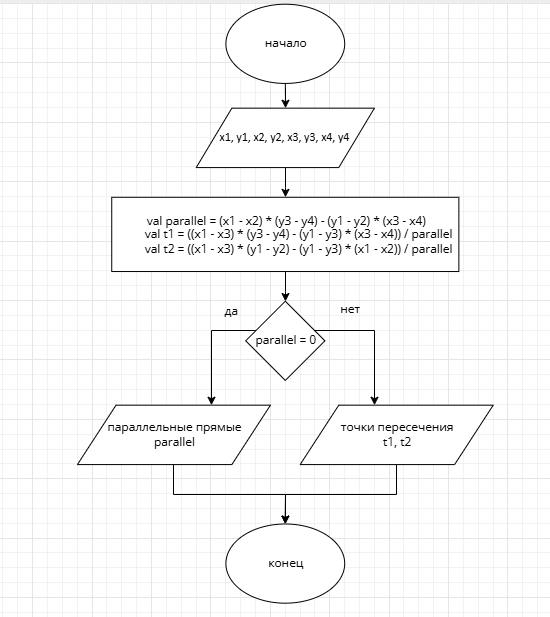 начало
x1, y1, x2, y2, x3, y3, x4, y4
val parallel = (x1 - x2) * (y3 - y4) - (y1 - y2) * (x3 - x4)
val t1 = ((x1 - x3) * (y3 - y4) - (y1 - y3) * (x3 - x4)) / parallel
val t2 = ((x1 - x3) * (y1 - y2) - (y1 - y3) * (x1 - x2)) / parallel
да
нет
parallel = 0
параллельные прямые
parallel
точки пересечения
t1, t2
конец